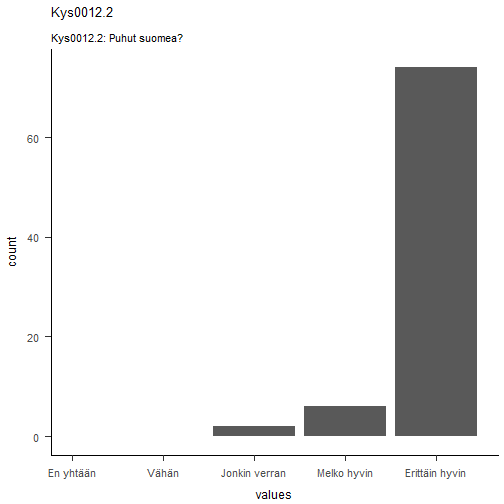 Kys0012.2
Kys0012.2: Puhut suomea?
60
40
20
0
count
En yhtään
Vähän
Jonkin verran
Melko hyvin
Erittäin hyvin
values